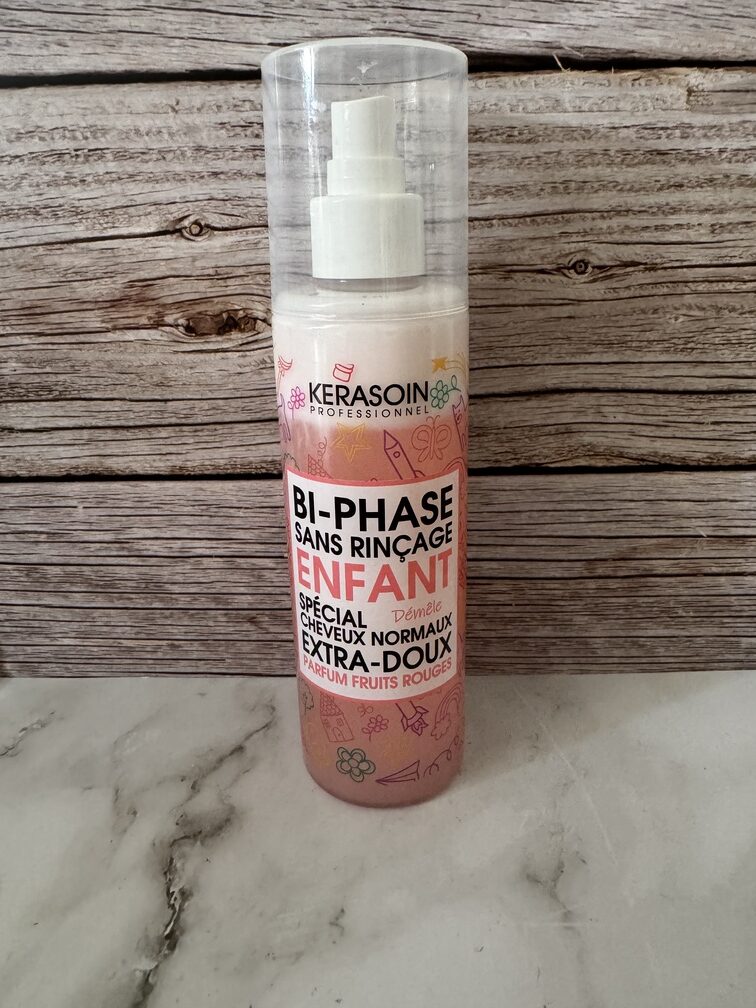 KERASOIN
PROFESSIONNEL
BI-PHASE
SANS RINÇAGE
ENFANT
SPÉCIAL Démêle
CHEVEUX NORMAUX
EXTRA-DOUX
PARFUM FRUITS ROUGES